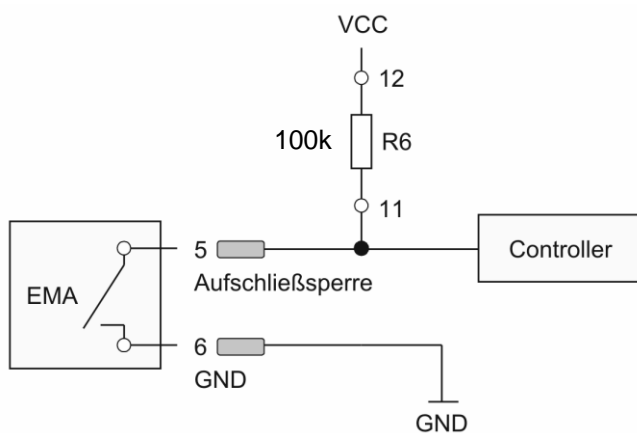 VCC
12
100k R6
11
EMA
5
Aufschließsperre
Controller
6
GND
GND